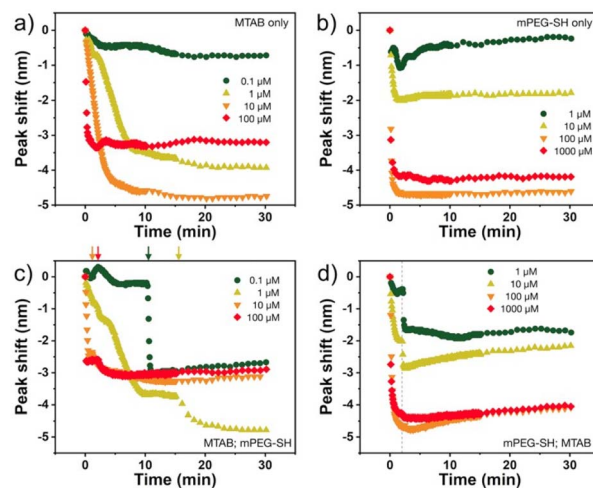 a)
MTAB only
0
-1
-2
-3
-4
-5
Peak shift (nm)
0.1 µM
1 µM
10 µM
100 µM
0 10 20 30
Time (min)
b)
mPEG-SH only
0
-1
-2
-3
-4
-5
Peak shift (nm)
1 µM
10 µM
100 µM
1000 µM
0 10 20 30
Time (min)
c)
0
-1
-2
-3
-4
-5
Peak shift (nm)
0.1 µM
1 µM
10 µM
100 µM
MTAB; mPEG-SH
0 10 20 30
Time (min)
d)
0
-1
-2
-3
-4
-5
Peak shift (nm)
1 µM
10 µM
100 µM
1000 µM
mPEG-SH; MTAB
0 10 20 30
Time (min)